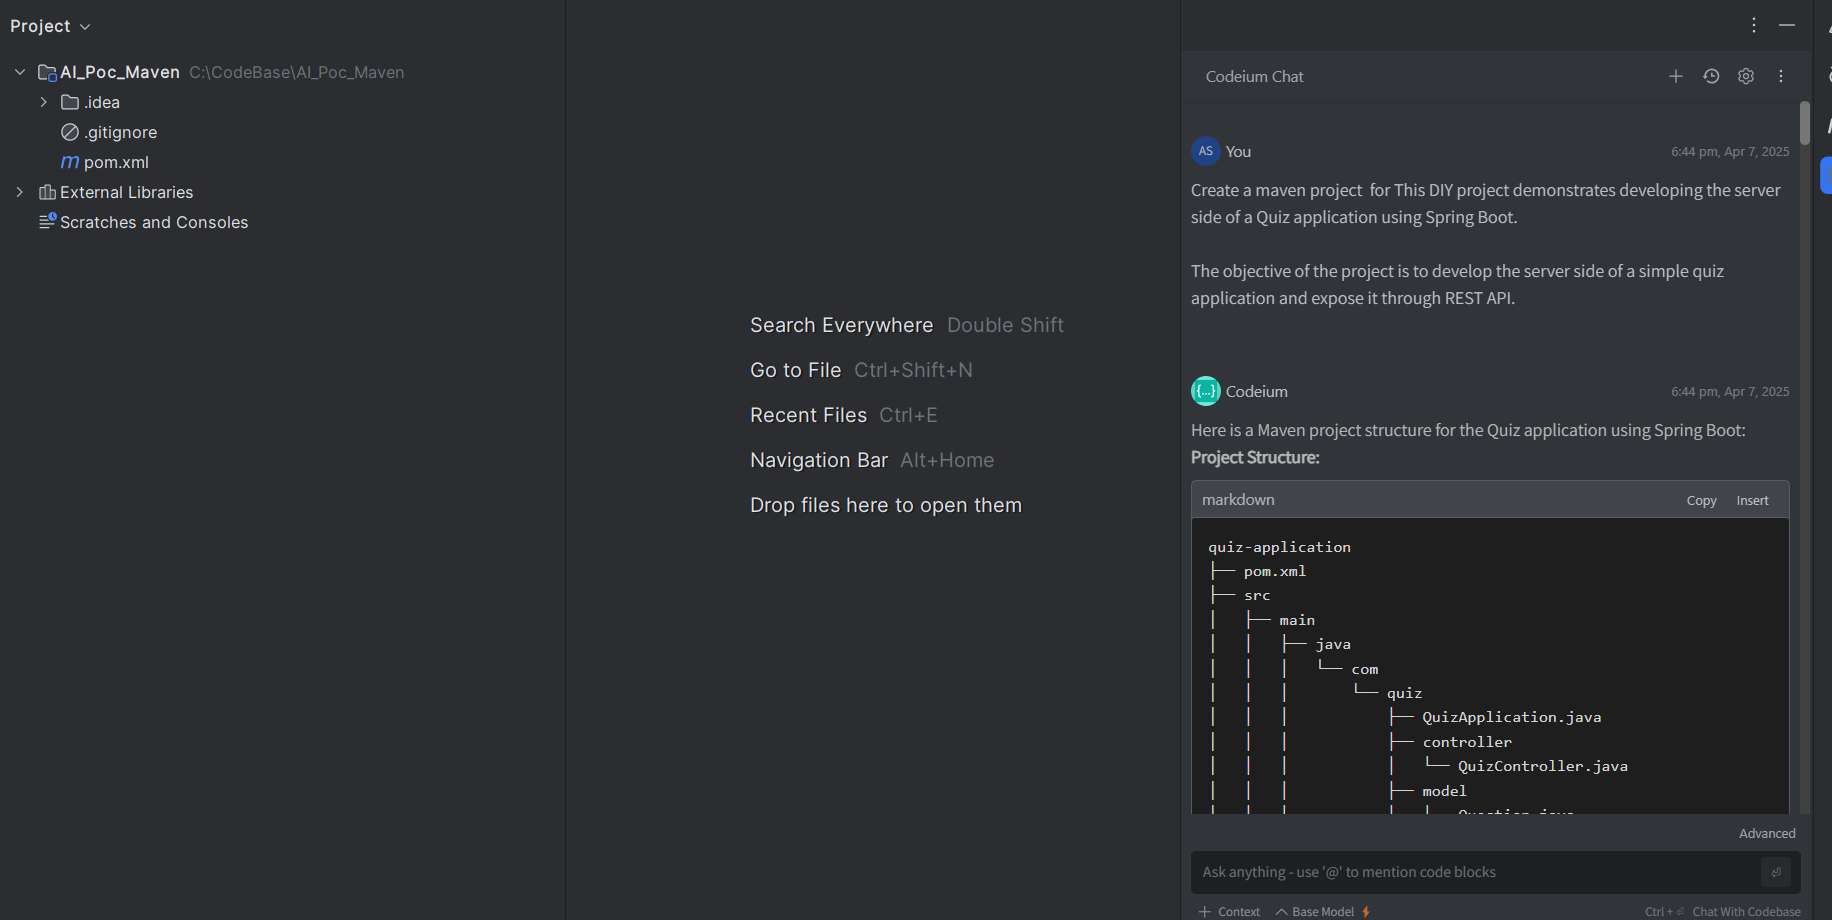 Project
AI_Poc_Maven C:\CodeBase\AI_Poc_Maven
.idea
.gitignore
m pom.xml
External Libraries
Scratches and Consoles
Search Everywhere Double Shift
Go to File Ctrl+Shift+N
Recent Files Ctrl+E
Navigation Bar Alt+Home
Drop files here to open them
Codeium Chat
AS You 6:44 pm, Apr 7, 2025
Create a maven project for This DIY project demonstrates developing the server
side of a Quiz application using Spring Boot.
The objective of the project is to develop the server side of a simple quiz
application and expose it through REST API.
{...} Codeium 6:44 pm, Apr 7, 2025
Here is a Maven project structure for the Quiz application using Spring Boot:
Project Structure:
markdown Copy Insert
quiz-application
├── pom.xml
├── src
│   ├── main
│   │   ├── java
│   │   │   └── com
│   │   │       └── quiz
│   │   │           ├── QuizApplication.java
│   │   │           ├── controller
│   │   │           │   └── QuizController.java
│   │   │           ├── model
Advanced
Ask anything - use '@' to mention code blocks
Context Base Model Ctrl + ⏎ Chat With Codebase